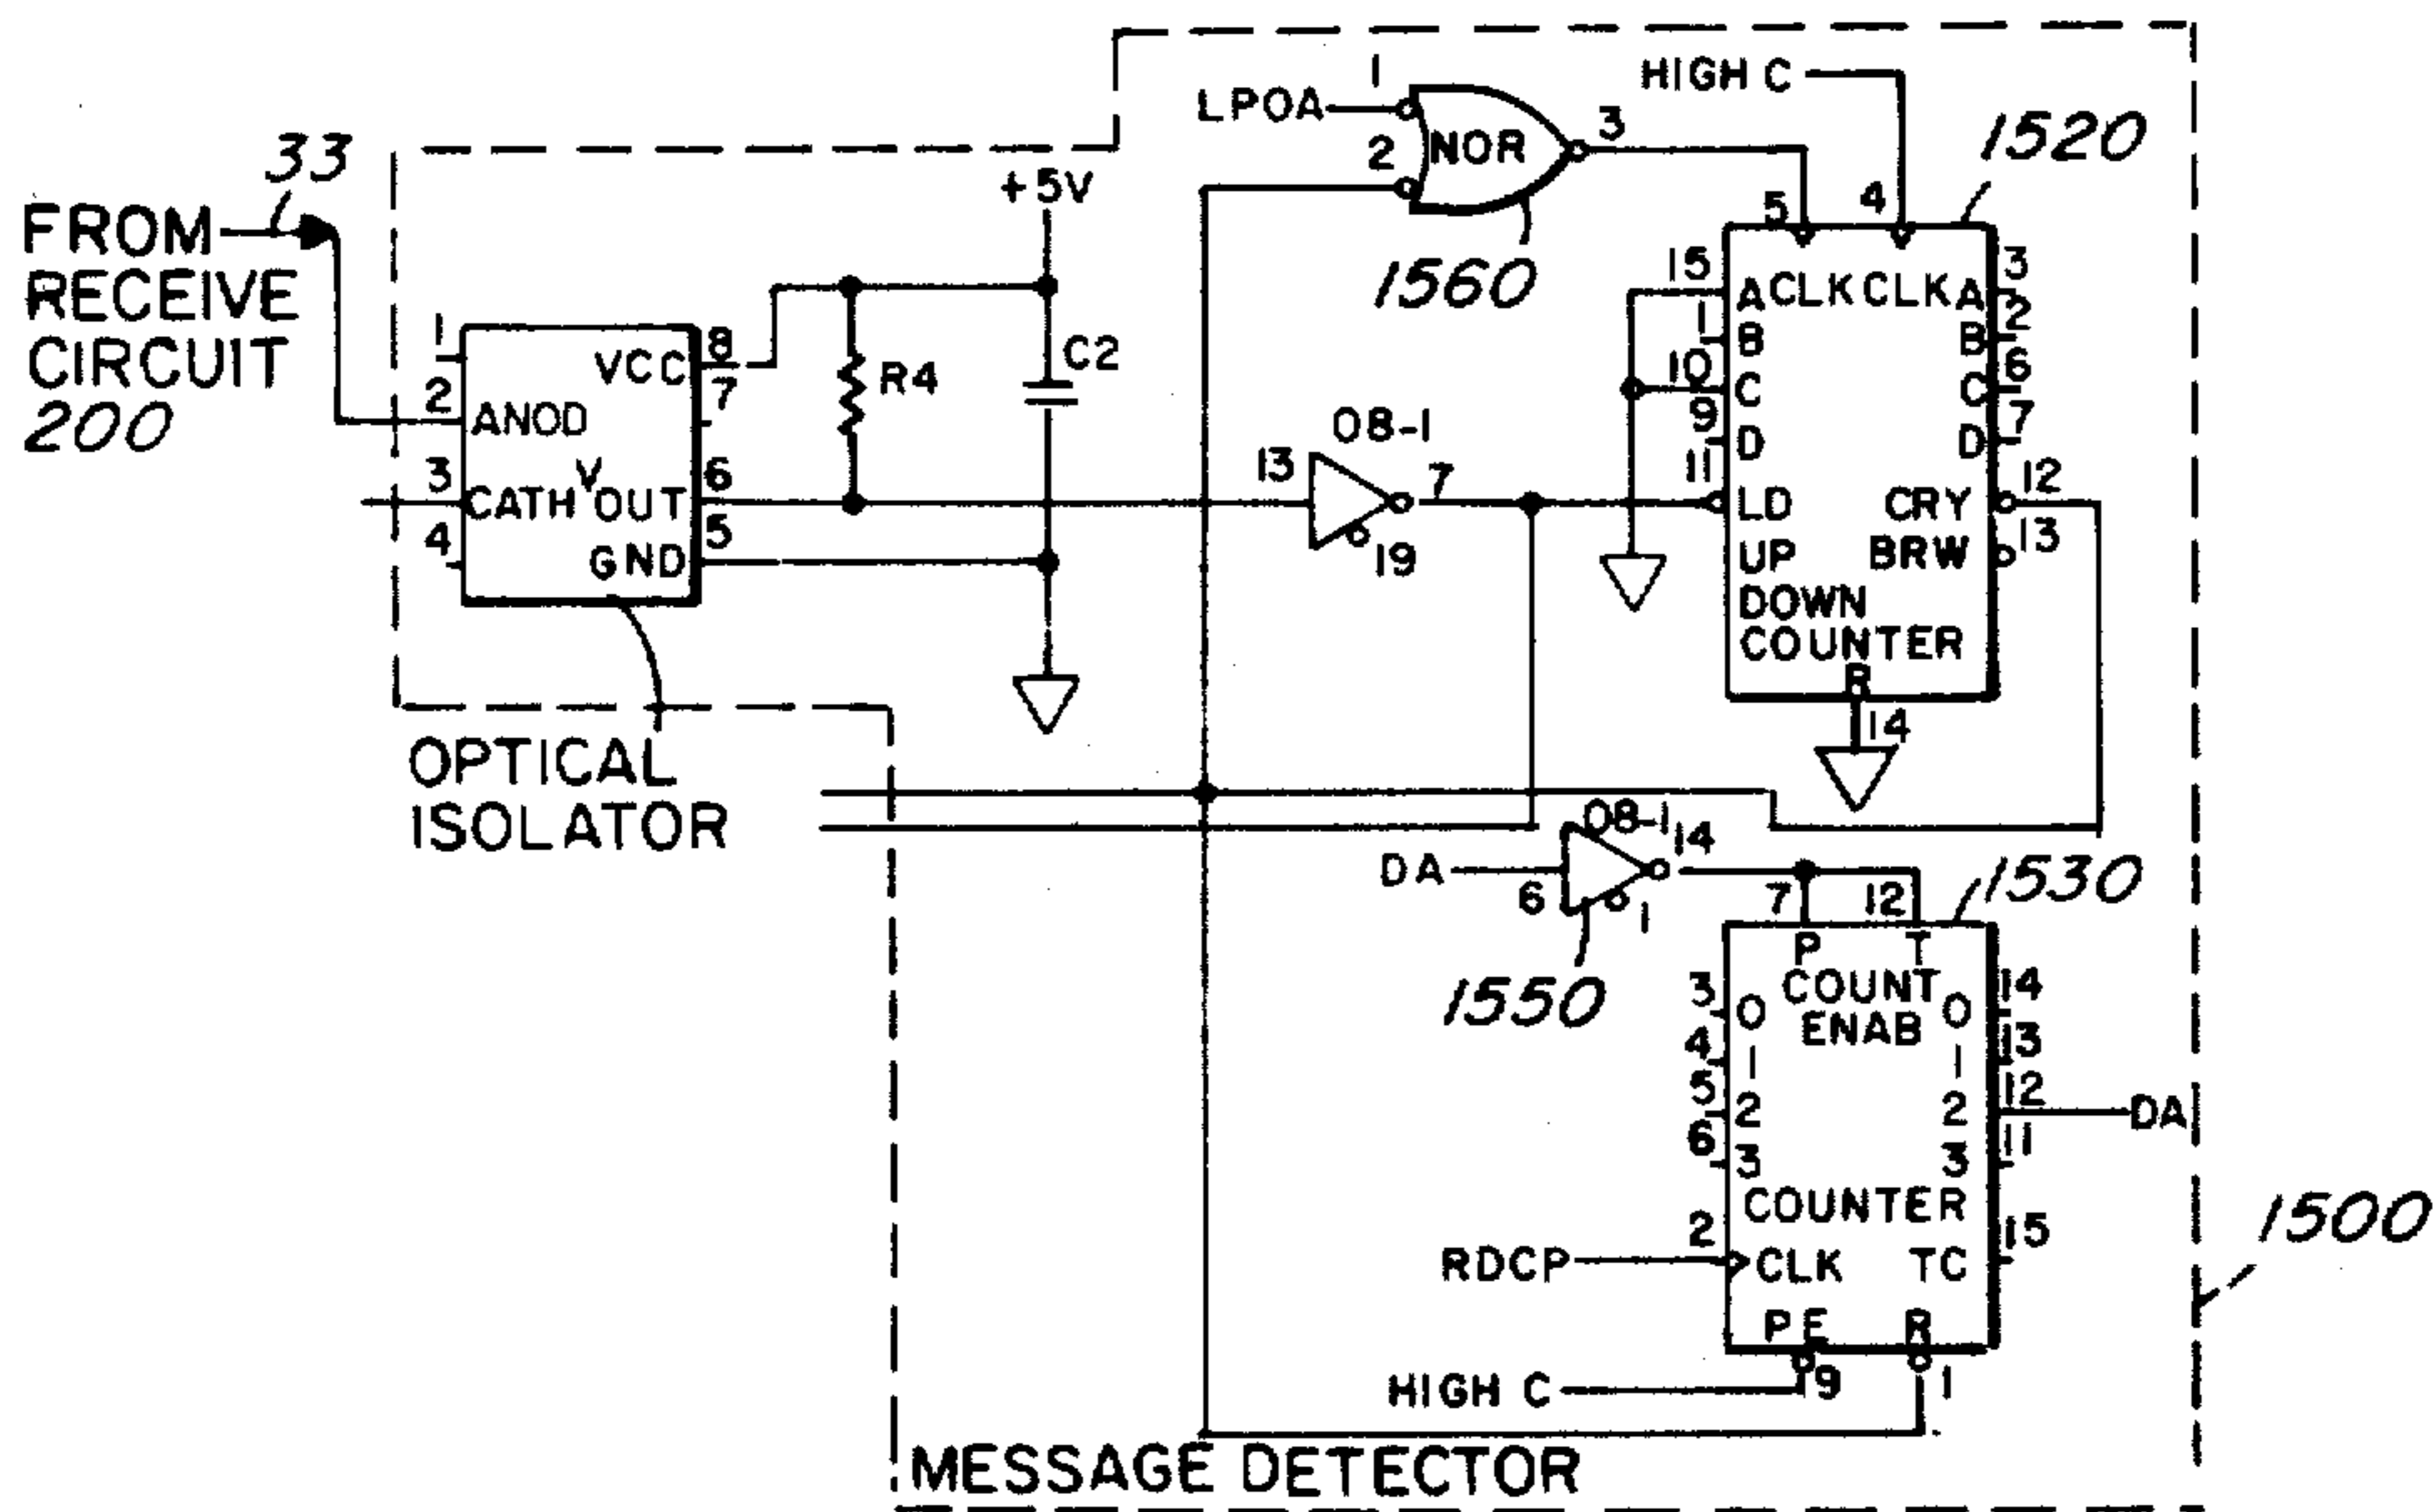 33
FROM
RECEIVE
CIRCUIT
200
1
2
3
4
ANOD
CATH
VCC
V
OUT
GND
8
7
6
5
OPTICAL
ISOLATOR
+5V
R4
C2
LPOA
1
2
NOR
3
1560
HIGH C
1520
5
4
15
1
10
9
11
A CLK CLK A
B
C
D
LD
UP
DOWN
COUNTER
R
14
B
C
D
CRY
BRW
3
2
6
7
12
13
13
08-1
7
19
DA
6
08-1
14
1
1550
1530
7
12
P T
COUNT
ENAB
3
4
5
6
0
1
2
3
0
1
2
3
14
13
12
11
DA
COUNTER
RDCP
2
CLK
TC
15
PE
R
HIGH C
9
1
1500
MESSAGE DETECTOR